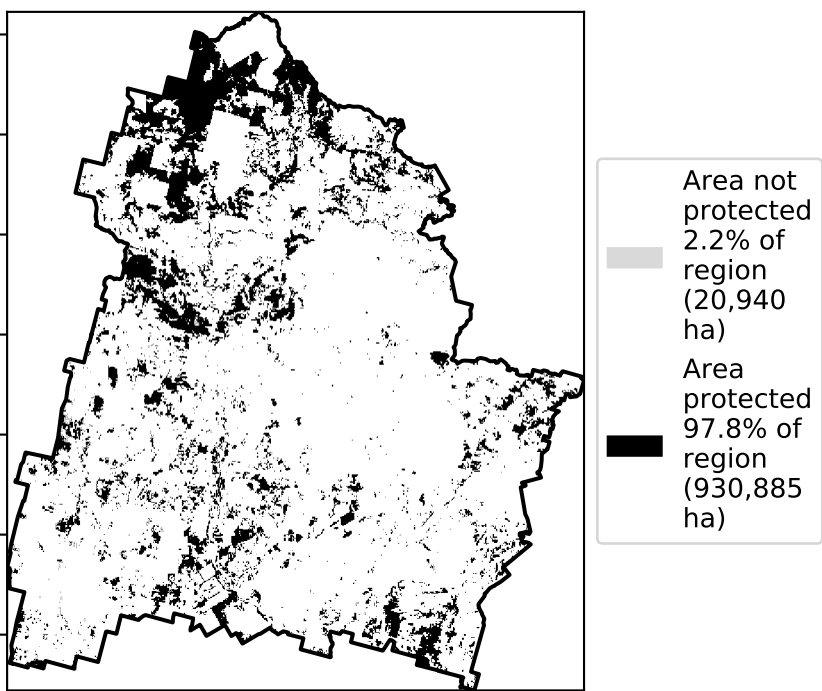 Area not
protected
2.2% of
region
(20,940
ha)
Area
protected
97.8% of
region
(930,885
ha)